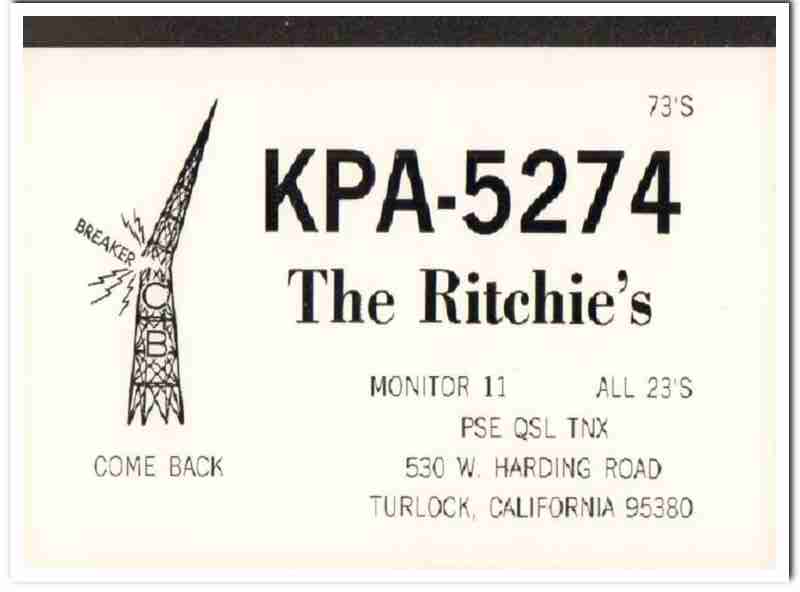 73'S
KPA-5274
The Ritchie's
BREAKER
C
B
COME BACK
MONITOR 11 ALL 23'S
PSE QSL TNX
530 W. HARDING ROAD
TURLOCK, CALIFORNIA 95380